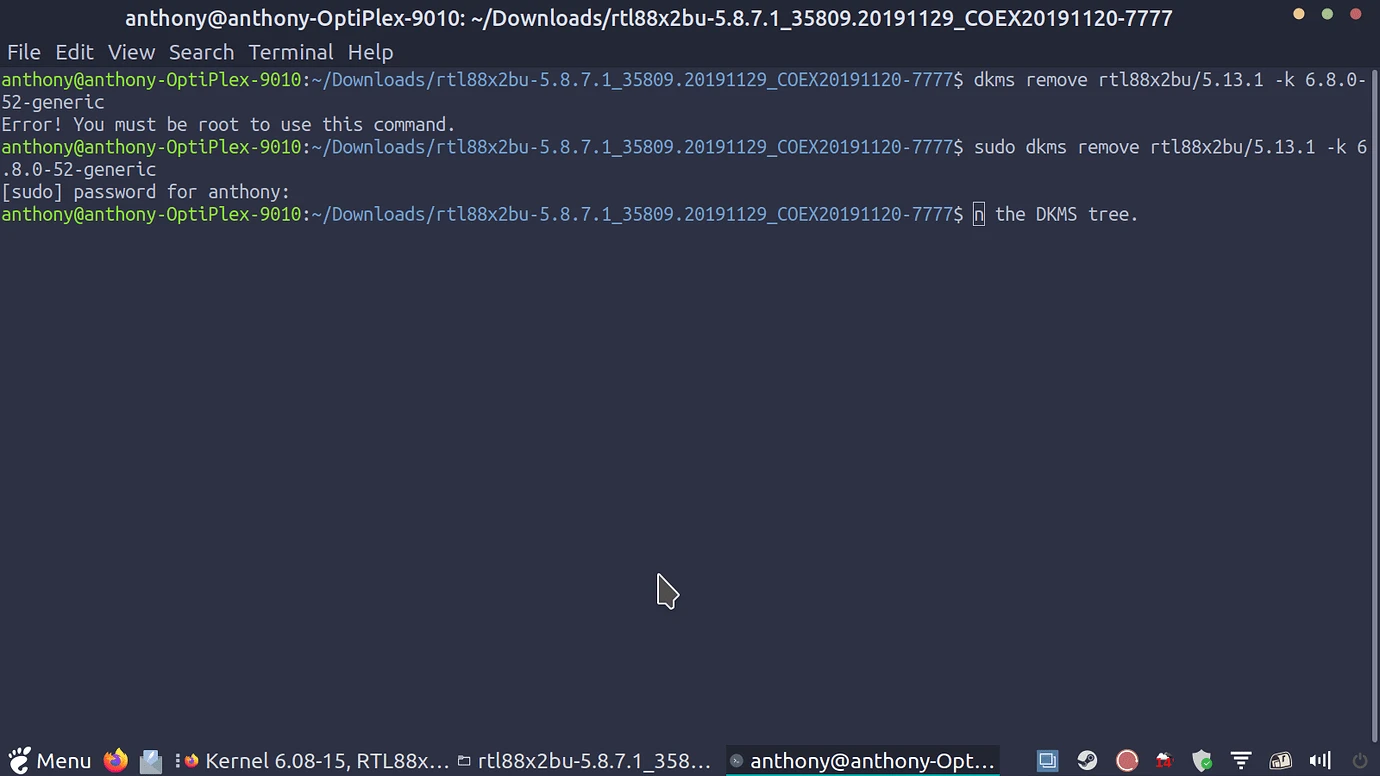 anthony@anthony-OptiPlex-9010: ~/Downloads/rtl88x2bu-5.8.7.1_35809.20191129_COEX20191120-7777
File Edit View Search Terminal Help
anthony@anthony-OptiPlex-9010:~/Downloads/rtl88x2bu-5.8.7.1_35809.20191129_COEX20191120-7777$ dkms remove rtl88x2bu/5.13.1 -k 6.8.0-
52-generic
Error! You must be root to use this command.
anthony@anthony-OptiPlex-9010:~/Downloads/rtl88x2bu-5.8.7.1_35809.20191129_COEX20191120-7777$ sudo dkms remove rtl88x2bu/5.13.1 -k 6
.8.0-52-generic
[sudo] password for anthony:
anthony@anthony-OptiPlex-9010:~/Downloads/rtl88x2bu-5.8.7.1_35809.20191129_COEX20191120-7777$ n the DKMS tree.
Menu Kernel 6.08-15, RTL88x... rtl88x2bu-5.8.7.1_358... anthony@anthony-Opt... 14